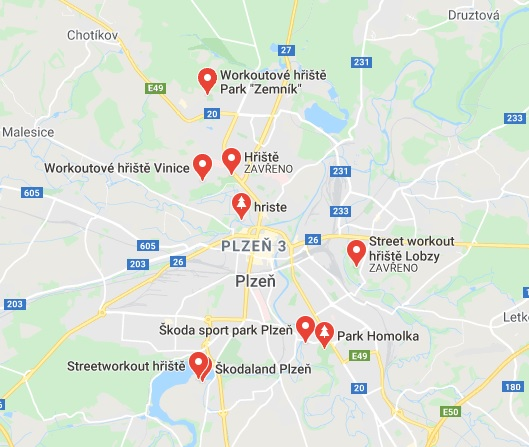 Druztová
Chotíkov
27
231
Workoutové hřiště
Park "Zemník"
E49
20
233
Malesice
Hřiště
ZAVŘENO
Workoutové hřiště Vinice
231
605
hriste
233
605
PLZEŇ 3
26
Street workout
hřiště Lobzy
ZAVŘENO
203
26
Plzeň
203
Škoda sport park Plzeň
Park Homolka
Letk
E49
Streetworkout hřiště
Škodaland Plzeň
20
180
E50